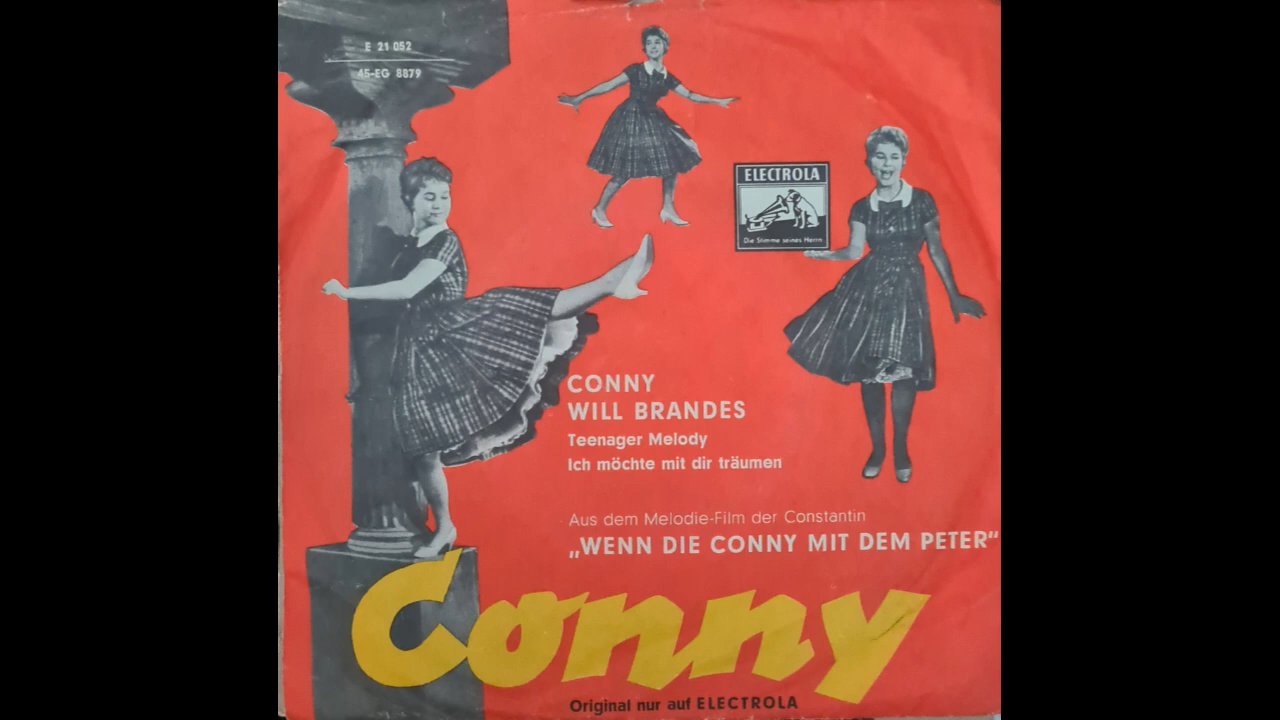 E 21 052
45-EG 8879
ELECTROLA
Die Stimme seines Herrn
CONNY
WILL BRANDES
Teenager Melody
Ich möchte mit dir träumen
Aus dem Melodie-Film der Constantin
„WENN DIE CONNY MIT DEM PETER“
Conny
Original nur auf ELECTROLA